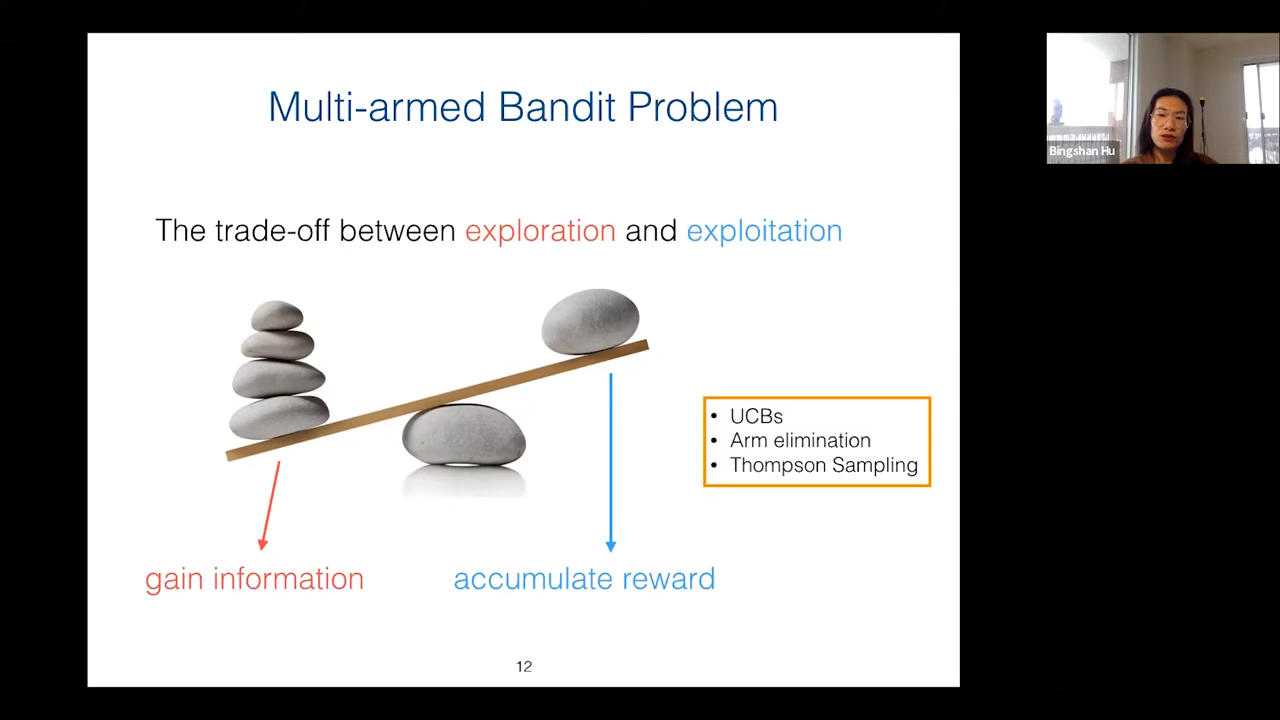 Multi-armed Bandit Problem
Bingshan Hu
The trade-off between exploration and exploitation
• UCBs
• Arm elimination
• Thompson Sampling
gain information
accumulate reward
12